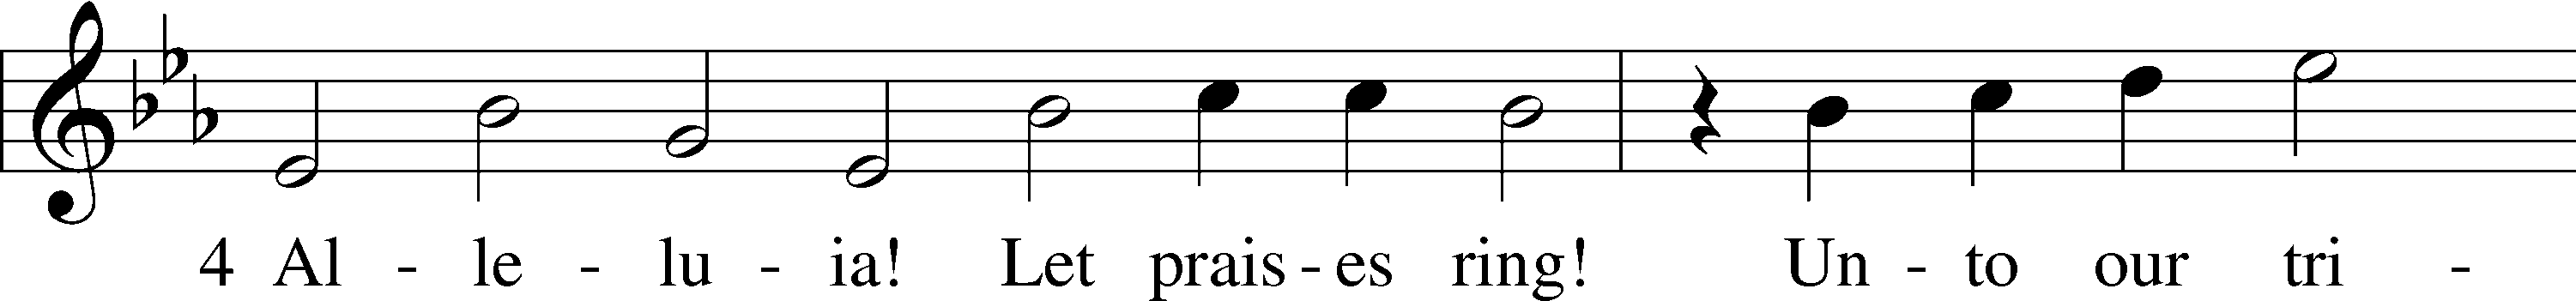 4 Al - le - lu - ia! Let prais - es ring! Un - to our tri -